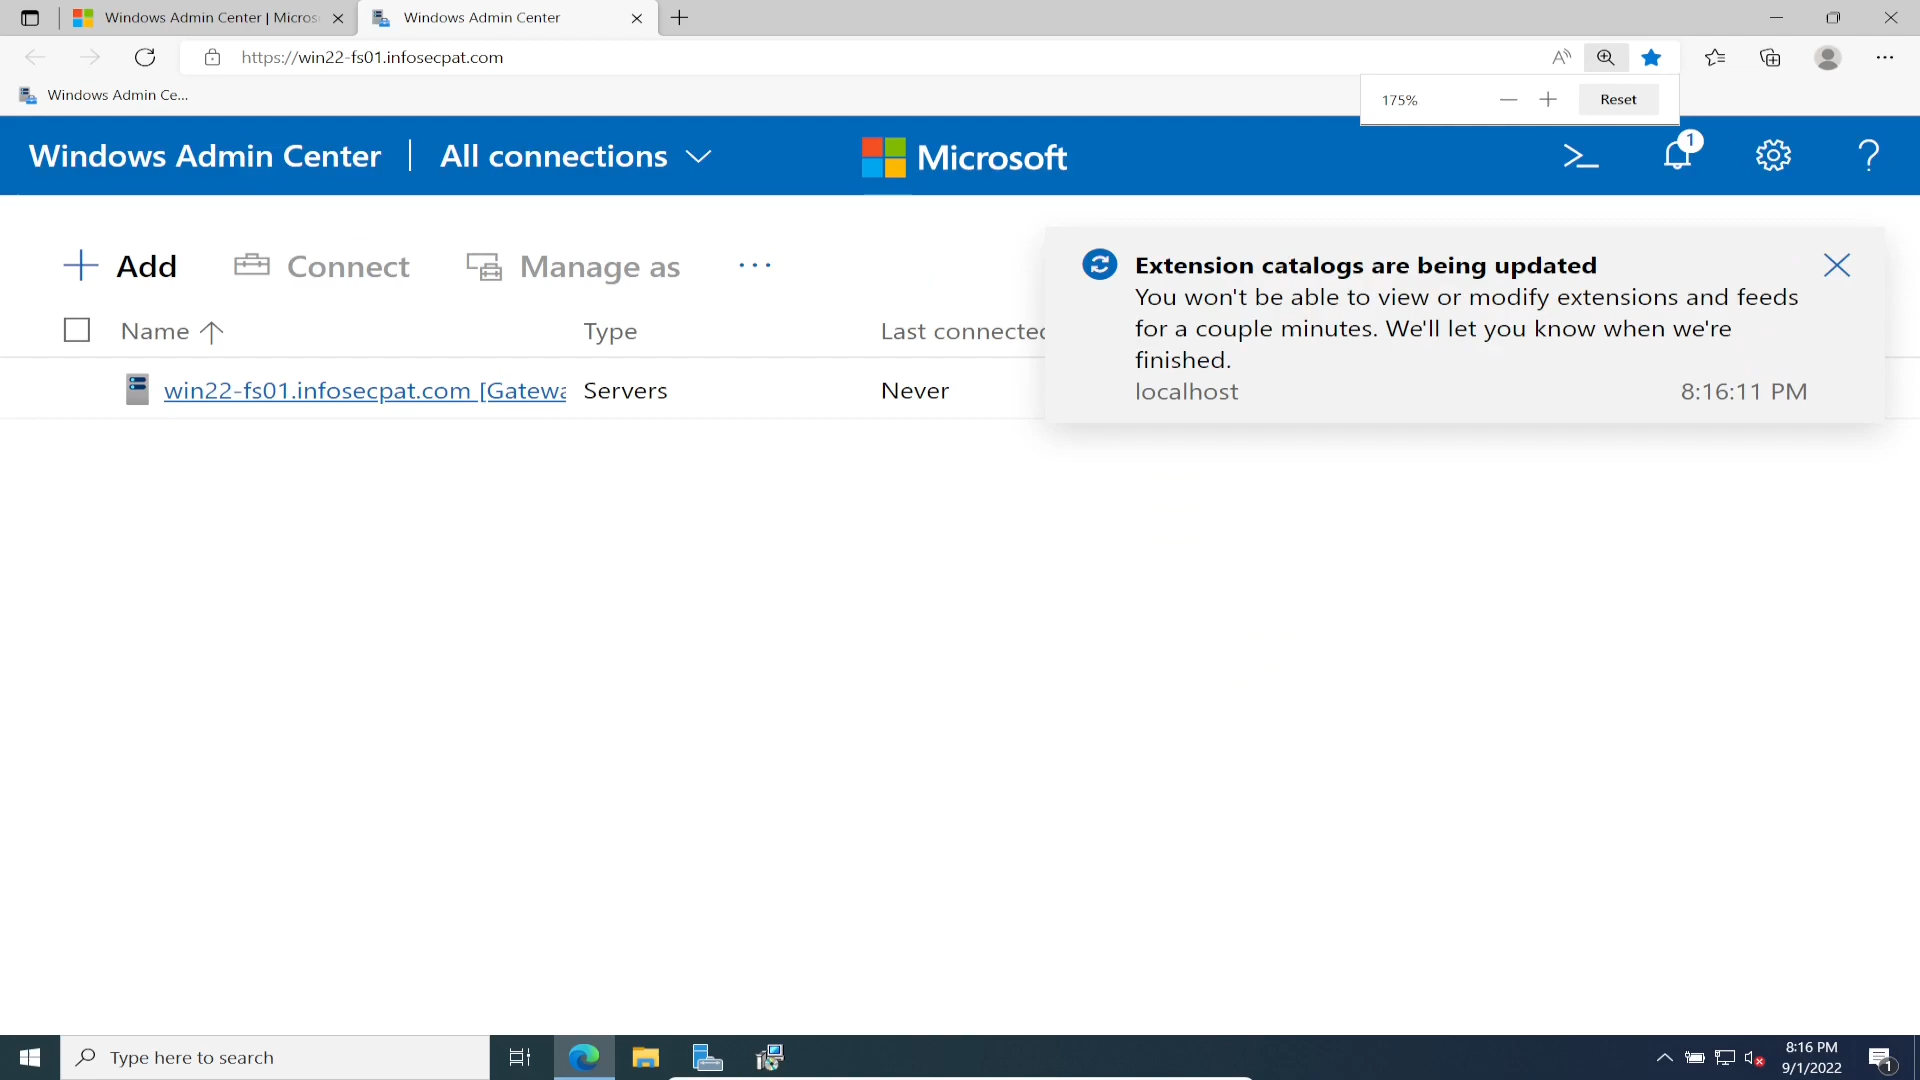 Windows Admin Center | Micros
Windows Admin Center
https://win22-fs01.infosecpat.com
Windows Admin Ce...
175%
Reset
Windows Admin Center
All connections
Microsoft
1
Add
Connect
Manage as
Name
Type
Last connected
win22-fs01.infosecpat.com [Gatewa
Servers
Never
Extension catalogs are being updated
You won't be able to view or modify extensions and feeds
for a couple minutes. We'll let you know when we're
finished.
localhost
8:16:11 PM
Type here to search
8:16 PM
9/1/2022
1